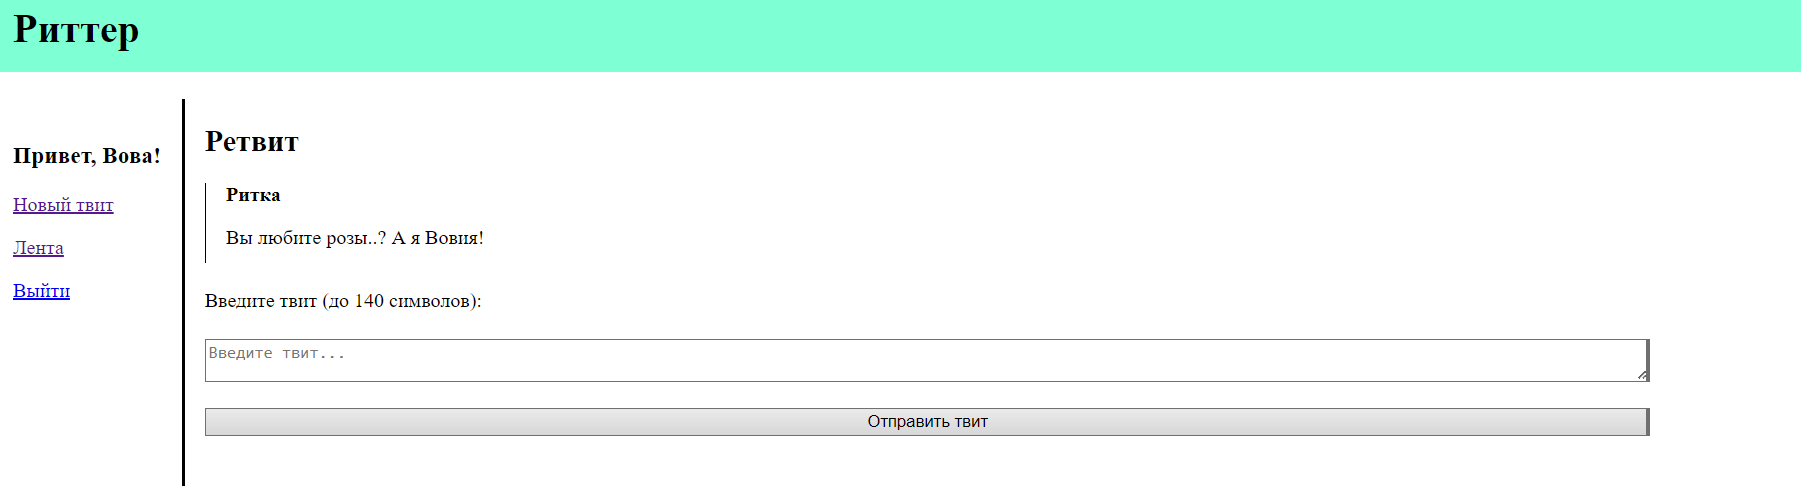 Риттер
Привет, Вова!
Новый твит
Лента
Выйти
Ретвит
Ритка
Вы любите розы..? А я Вовия!
Введите твит (до 140 символов):
Введите твит...
Отправить твит